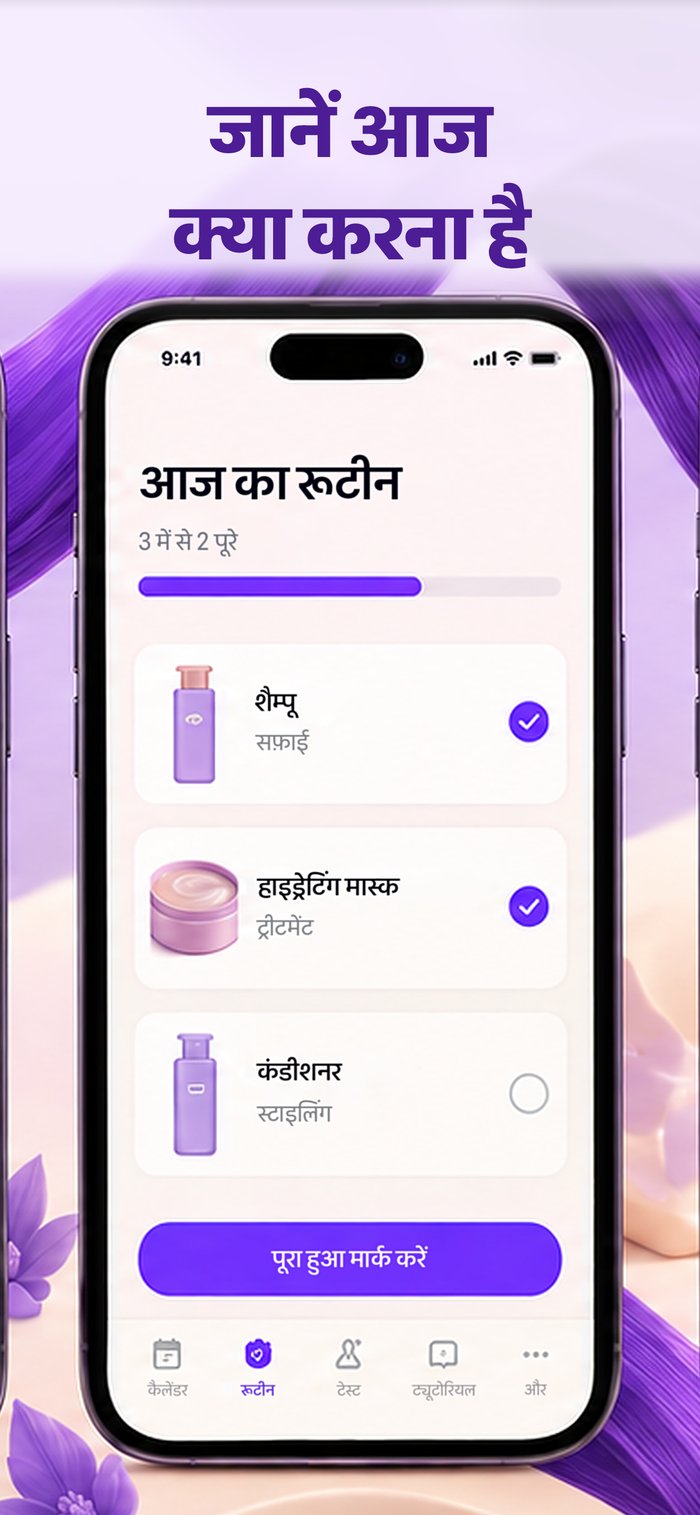 जानें आज
क्या करना है
9:41
आज का रूटीन
3 में से 2 पूरे
शैम्पू
सफ़ाई
हाइड्रेटिंग मास्क
ट्रीटमेंट
कंडीशनर
स्टाइलिंग
पूरा हुआ मार्क करें
कैलेंडर
रूटीन
टेस्ट
ट्यूटोरियल
और